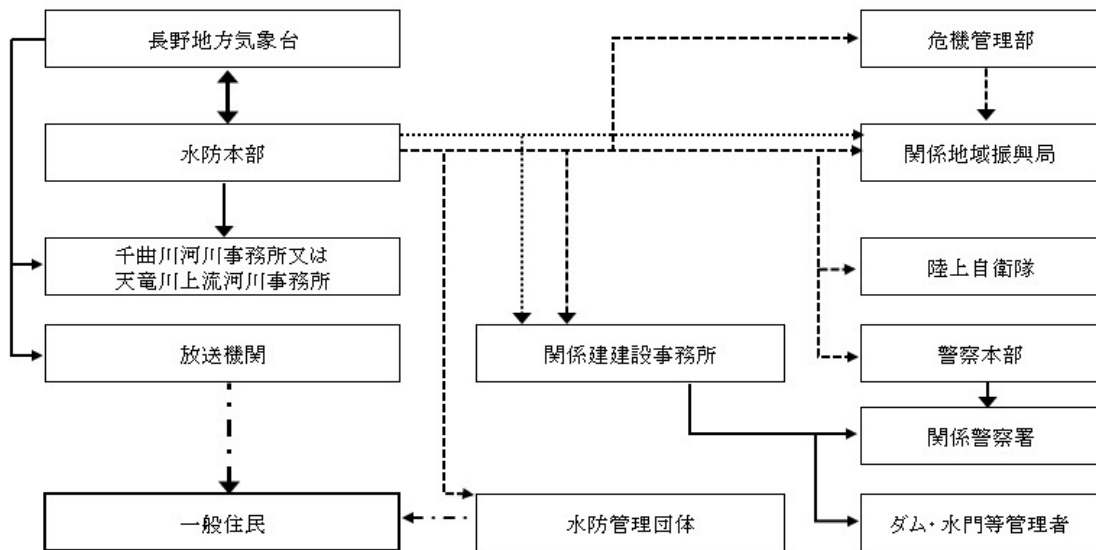 長野地方気象台
危機管理部
水防本部
関係地域振興局
千曲川河川事務所又は
天竜川上流河川事務所
陸上自衛隊
放送機関
関係建建設事務所
警察本部
関係警察署
一般住民
水防管理団体
ダム・水門等管理者